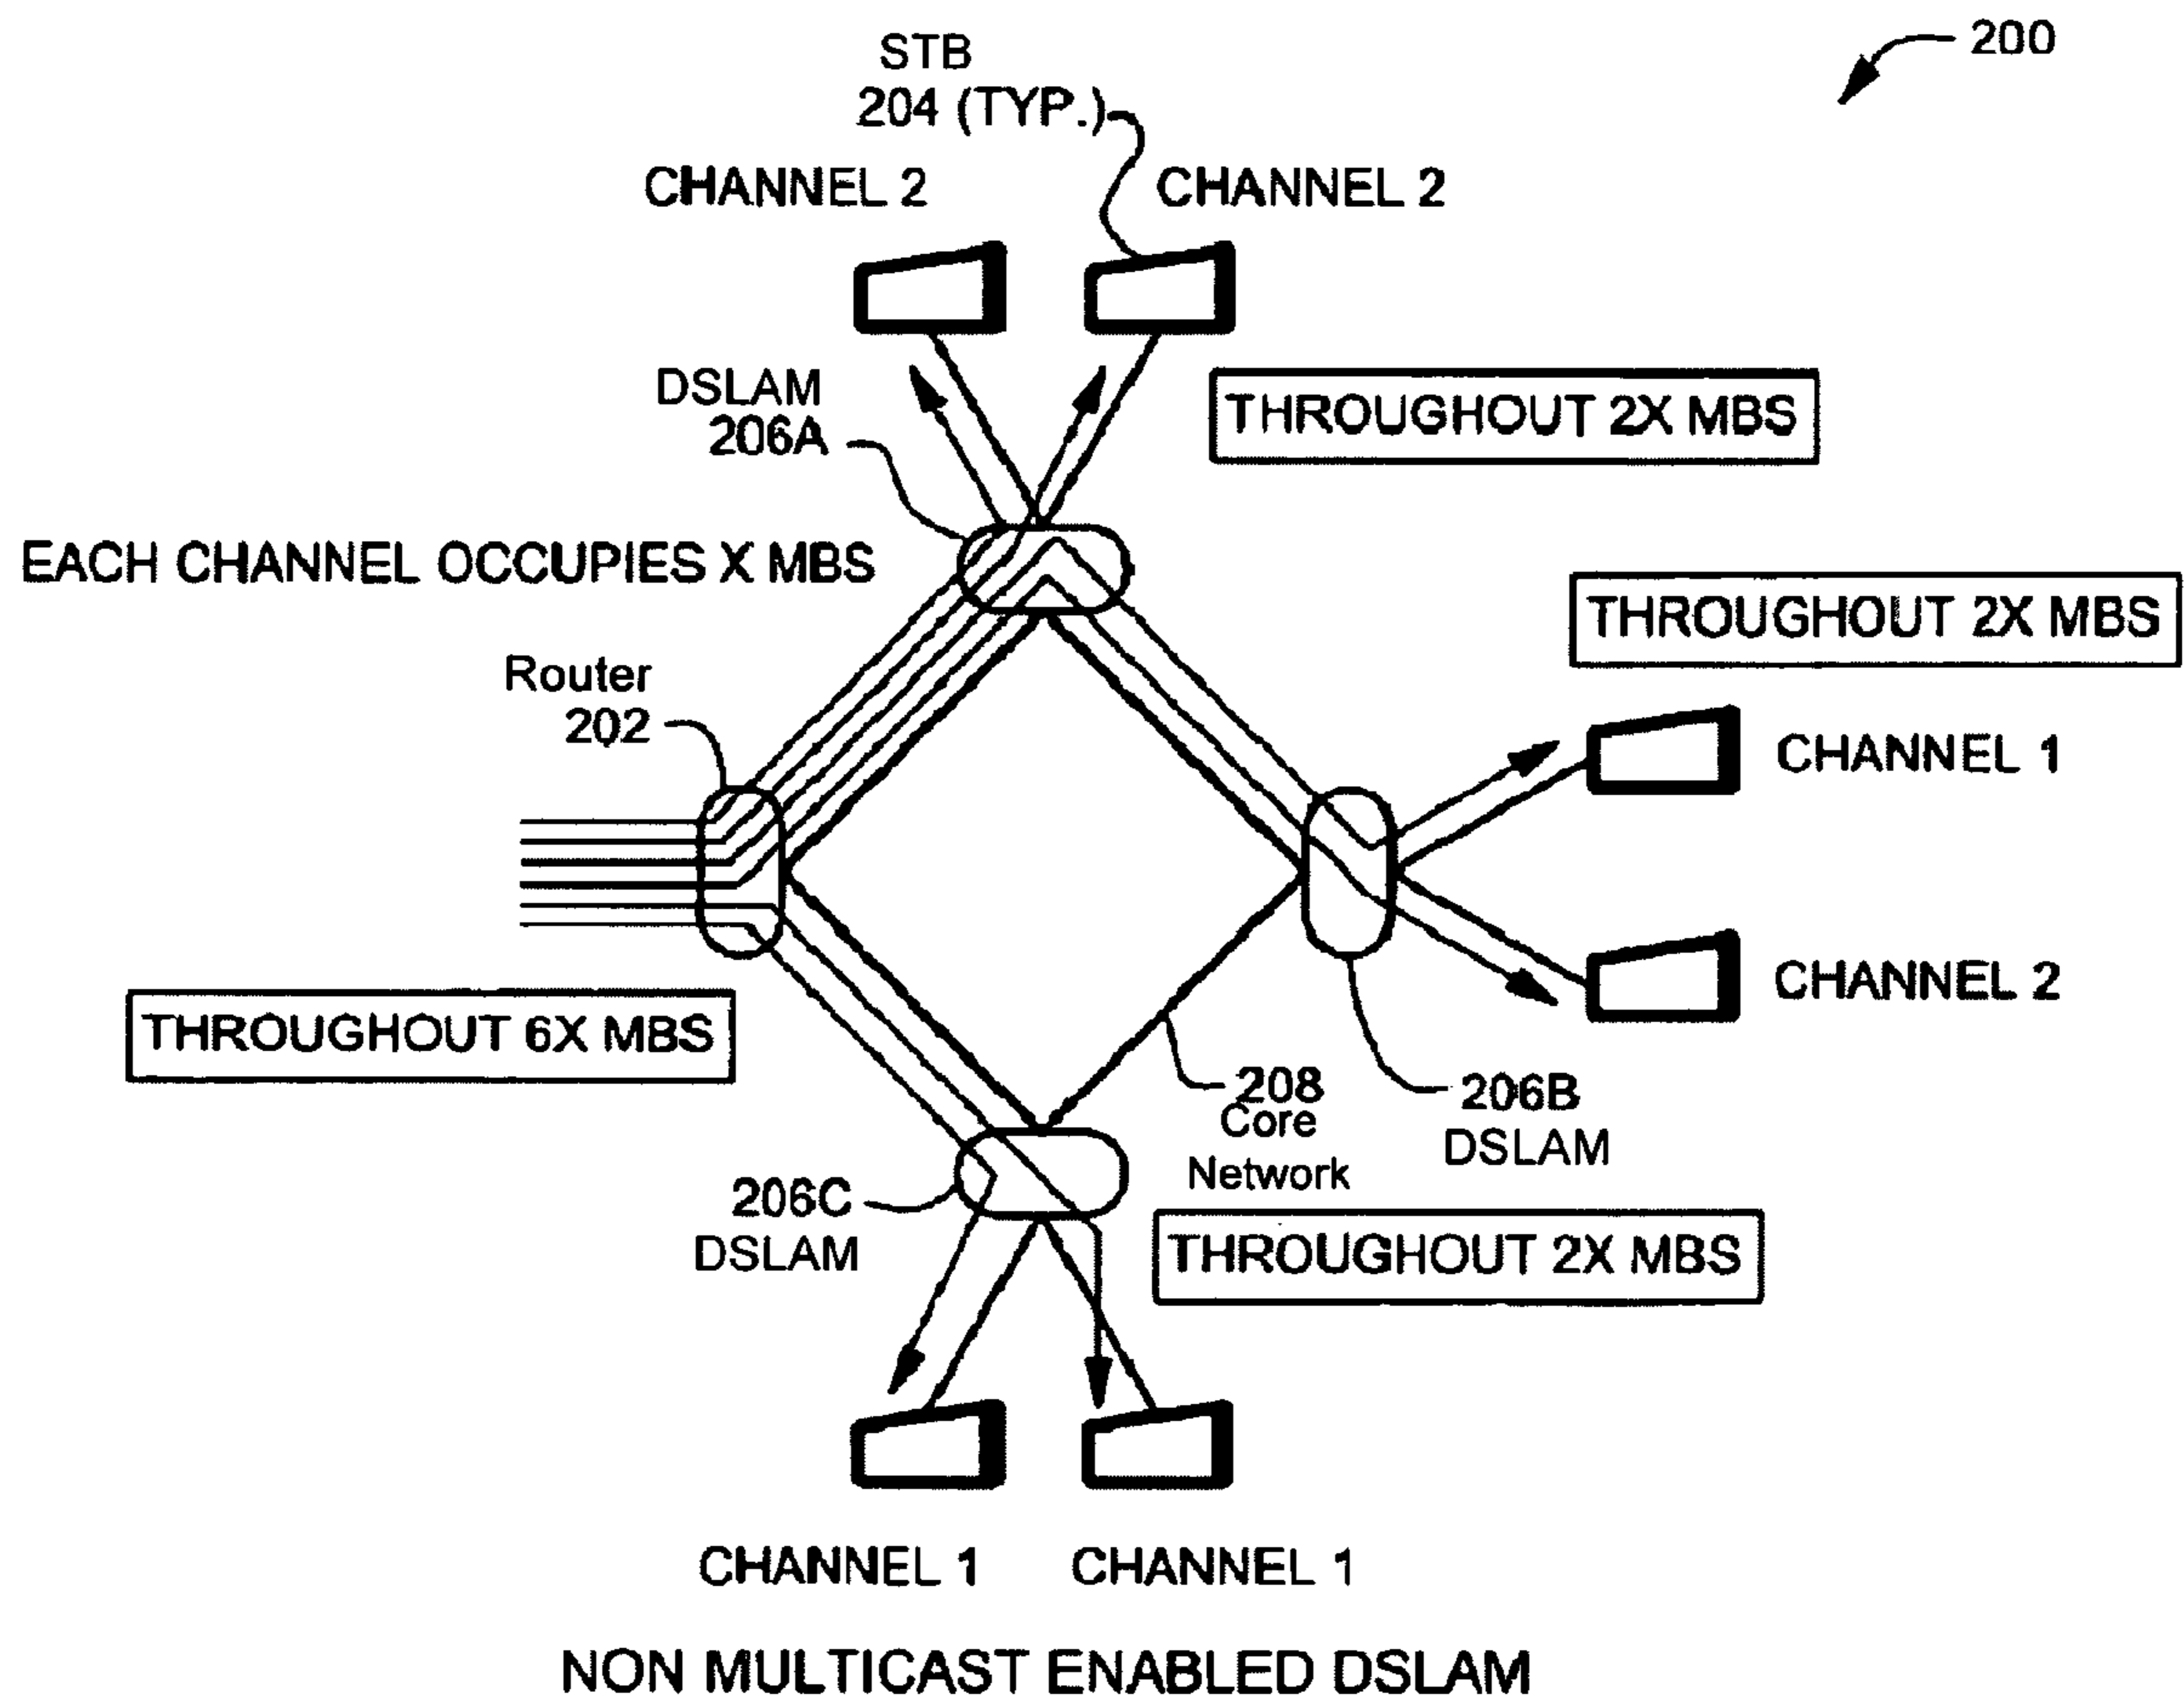 200
STB
204 (TYP.)
CHANNEL 2
CHANNEL 2
DSLAM
206A
THROUGHOUT 2X MBS
EACH CHANNEL OCCUPIES X MBS
THROUGHOUT 2X MBS
Router
202
CHANNEL 1
CHANNEL 2
THROUGHOUT 6X MBS
208
Core
Network
206B
DSLAM
206C
DSLAM
THROUGHOUT 2X MBS
CHANNEL 1
CHANNEL 1
NON MULTICAST ENABLED DSLAM